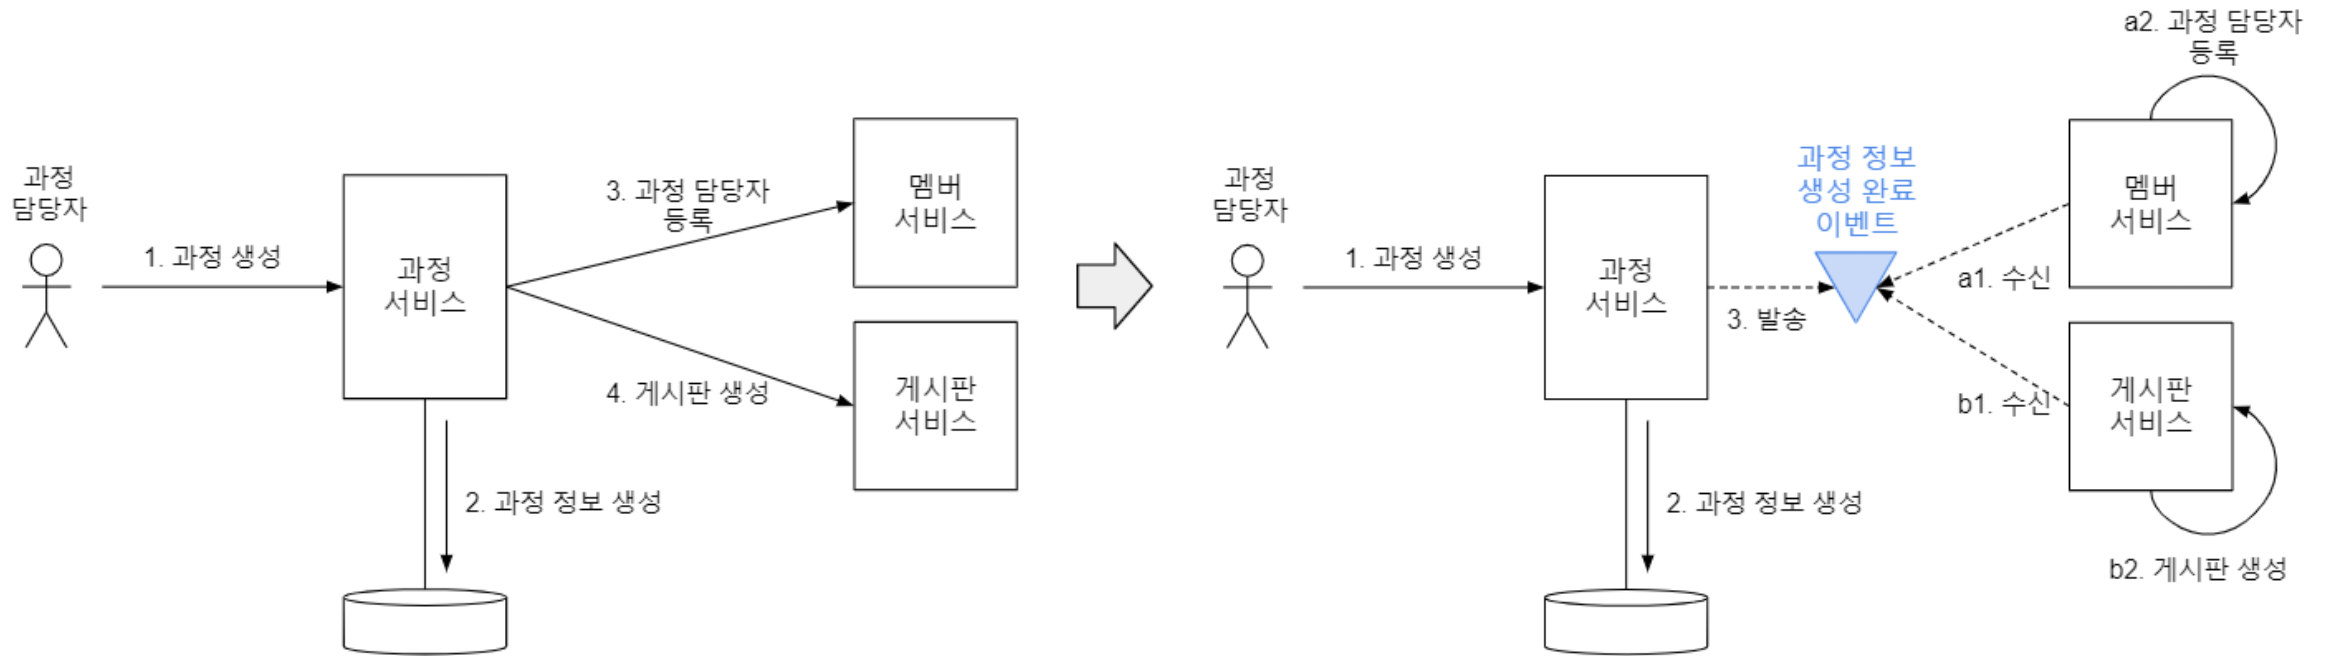 과정
담당자
1. 과정 생성
과정
서비스
2. 과정 정보 생성
3. 과정 담당자
등록
4. 게시판 생성
멤버
서비스
게시판
서비스
과정
담당자
1. 과정 생성
과정
서비스
2. 과정 정보 생성
3. 발송
과정 정보
생성 완료
이벤트
a1. 수신
b1. 수신
a2. 과정 담당자
등록
멤버
서비스
게시판
서비스
b2. 게시판 생성